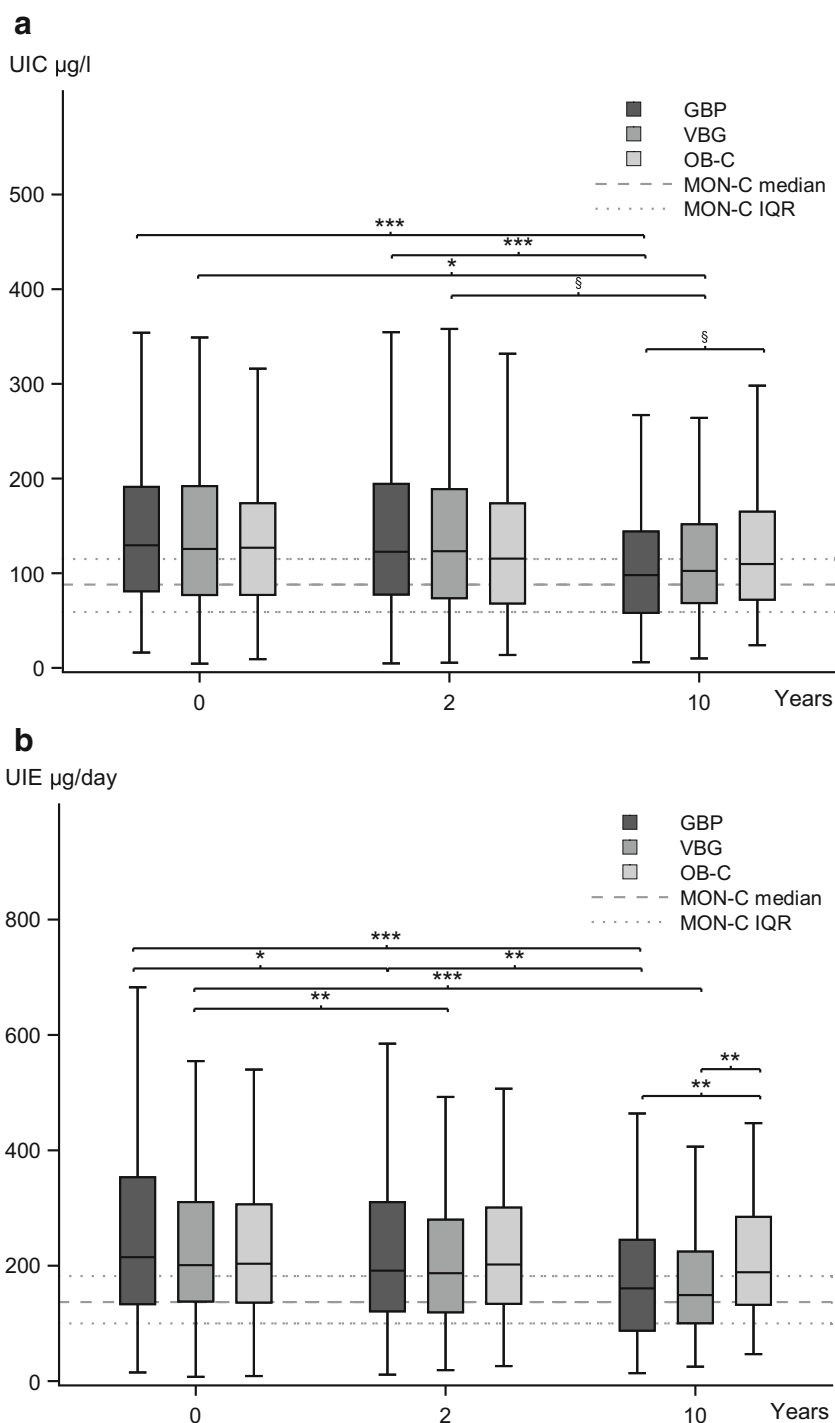 a
UIC µg/l
GBP
VBG
OB-C
MON-C median
MON-C IQR
500
***
***
*
400
§
§
300
200
100
0
0 2 10 Years
b
UIE µg/day
GBP
VBG
OB-C
MON-C median
MON-C IQR
800
***
* **
***
**
600
**
**
400
200
0
0 2 10 Years